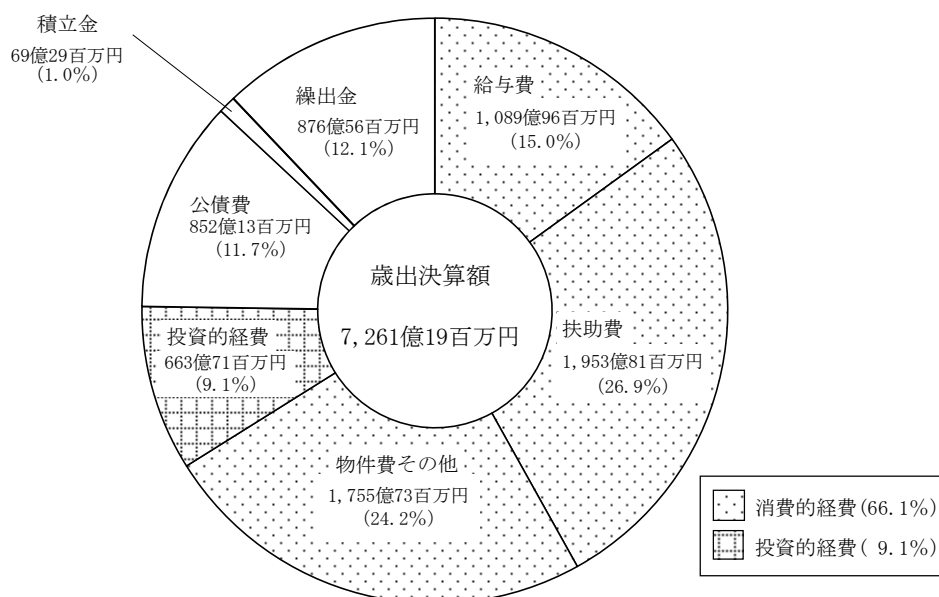 積立金
69億29百万円
(1.0%)
繰出金
876億56百万円
(12.1%)
給与費
1,089億96百万円
(15.0%)
公債費
852億13百万円
(11.7%)
歳出決算額
7,261億19百万円
扶助費
1,953億81百万円
(26.9%)
投資的経費
663億71百万円
(9.1%)
物件費その他
1,755億73百万円
(24.2%)
消費的経費(66.1%)
投資的経費( 9.1%)